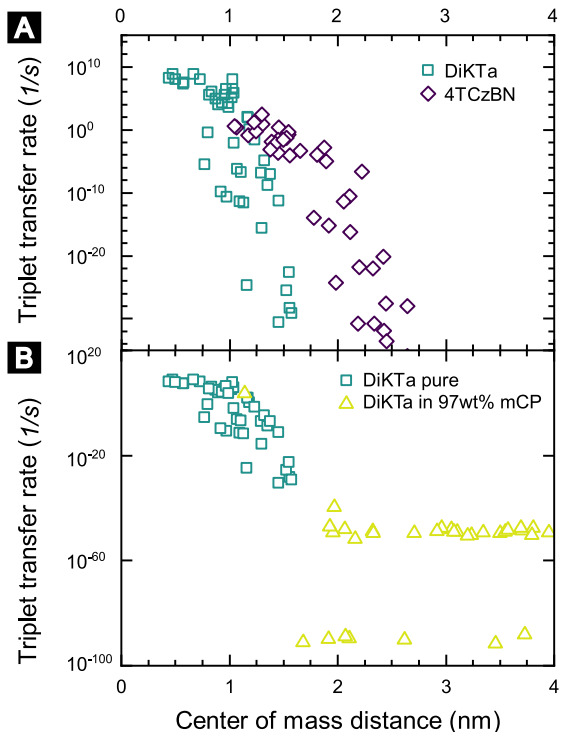 A
0 1 2 3 4
Triplet transfer rate (1/s)
10^10
10^0
10^-10
10^-20
DiKTa
4TCzBN
B
Triplet transfer rate (1/s)
10^20
10^-20
10^-60
10^-100
DiKTa pure
DiKTa in 97wt% mCP
0 1 2 3 4
Center of mass distance (nm)